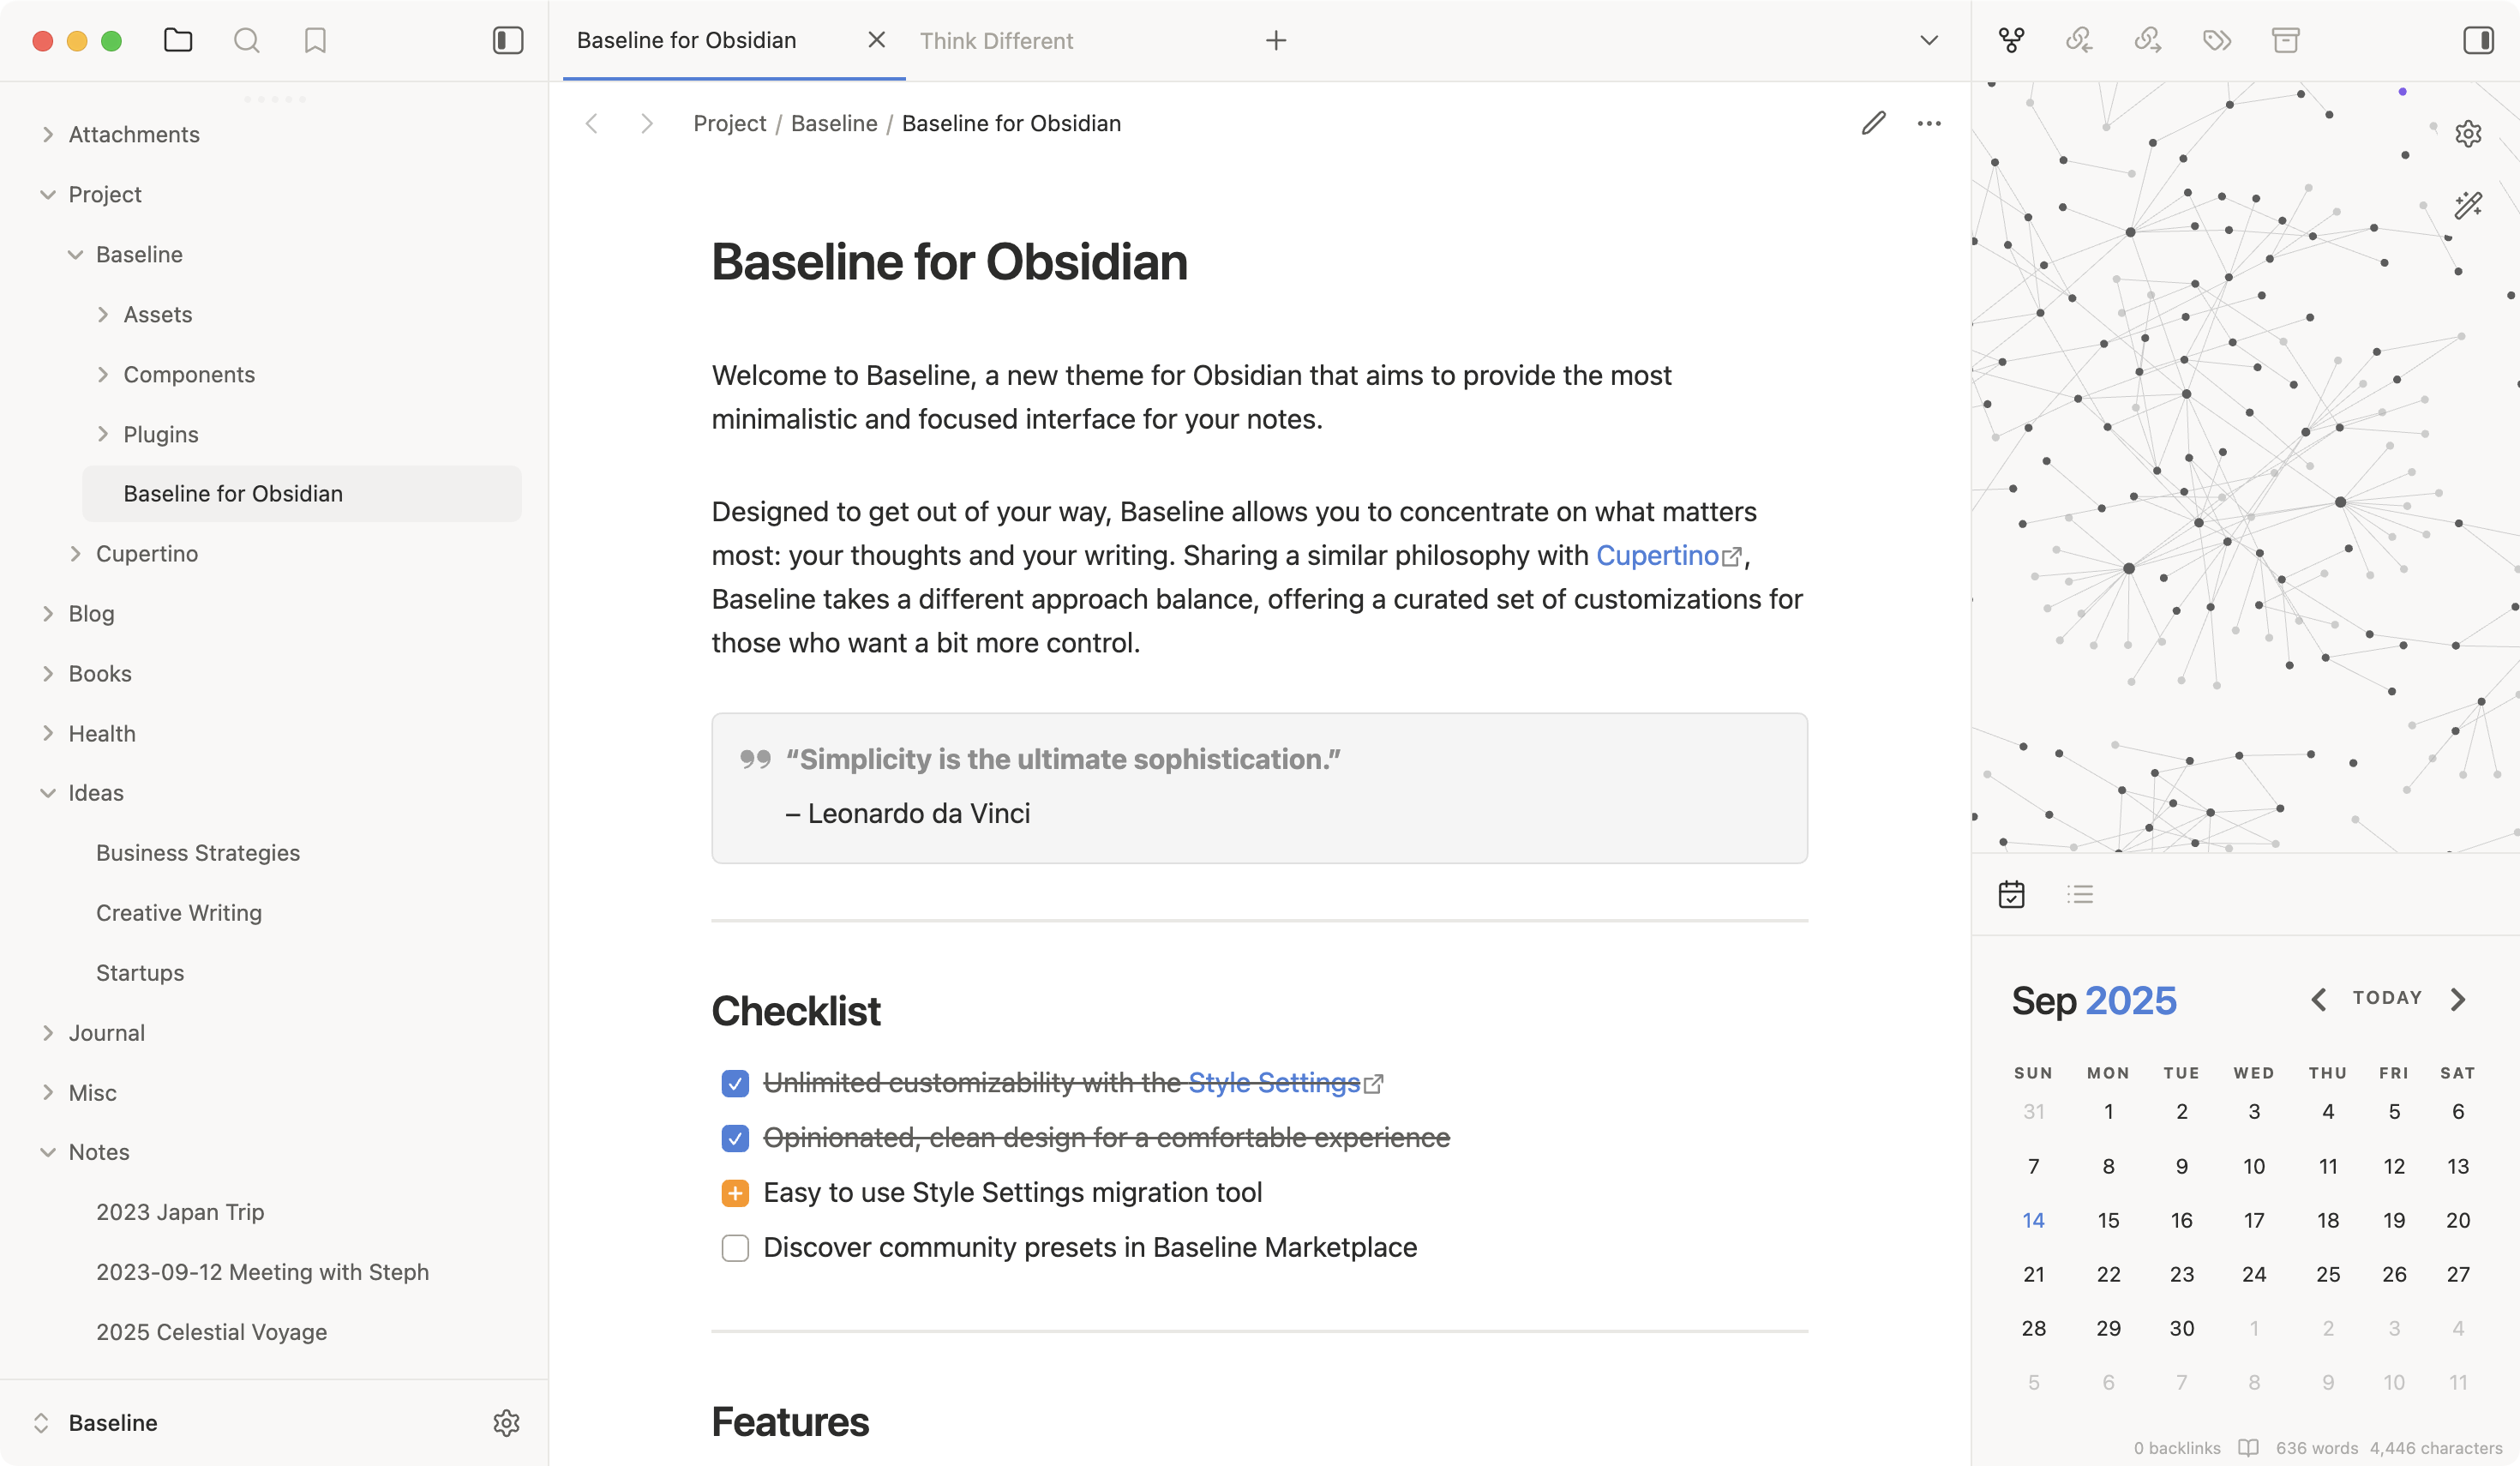 Baseline for Obsidian
Think Different
Attachments
Project
Baseline
Assets
Components
Plugins
Baseline for Obsidian
Cupertino
Blog
Books
Health
Ideas
Business Strategies
Creative Writing
Startups
Journal
Misc
Notes
2023 Japan Trip
2023-09-12 Meeting with Steph
2025 Celestial Voyage
Baseline
Project / Baseline / Baseline for Obsidian
Baseline for Obsidian
Welcome to Baseline, a new theme for Obsidian that aims to provide the most
minimalistic and focused interface for your notes.
Designed to get out of your way, Baseline allows you to concentrate on what matters
most: your thoughts and your writing. Sharing a similar philosophy with Cupertino,
Baseline takes a different approach balance, offering a curated set of customizations for
those who want a bit more control.
“Simplicity is the ultimate sophistication.”
– Leonardo da Vinci
Checklist
Unlimited customizability with the Style Settings
Opinionated, clean design for a comfortable experience
Easy to use Style Settings migration tool
Discover community presets in Baseline Marketplace
Features
Sep 2025
TODAY
SUN MON TUE WED THU FRI SAT
31 1 2 3 4 5 6
7 8 9 10 11 12 13
14 15 16 17 18 19 20
21 22 23 24 25 26 27
28 29 30 1 2 3 4
5 6 7 8 9 10 11
0 backlinks 636 words 4,446 characters